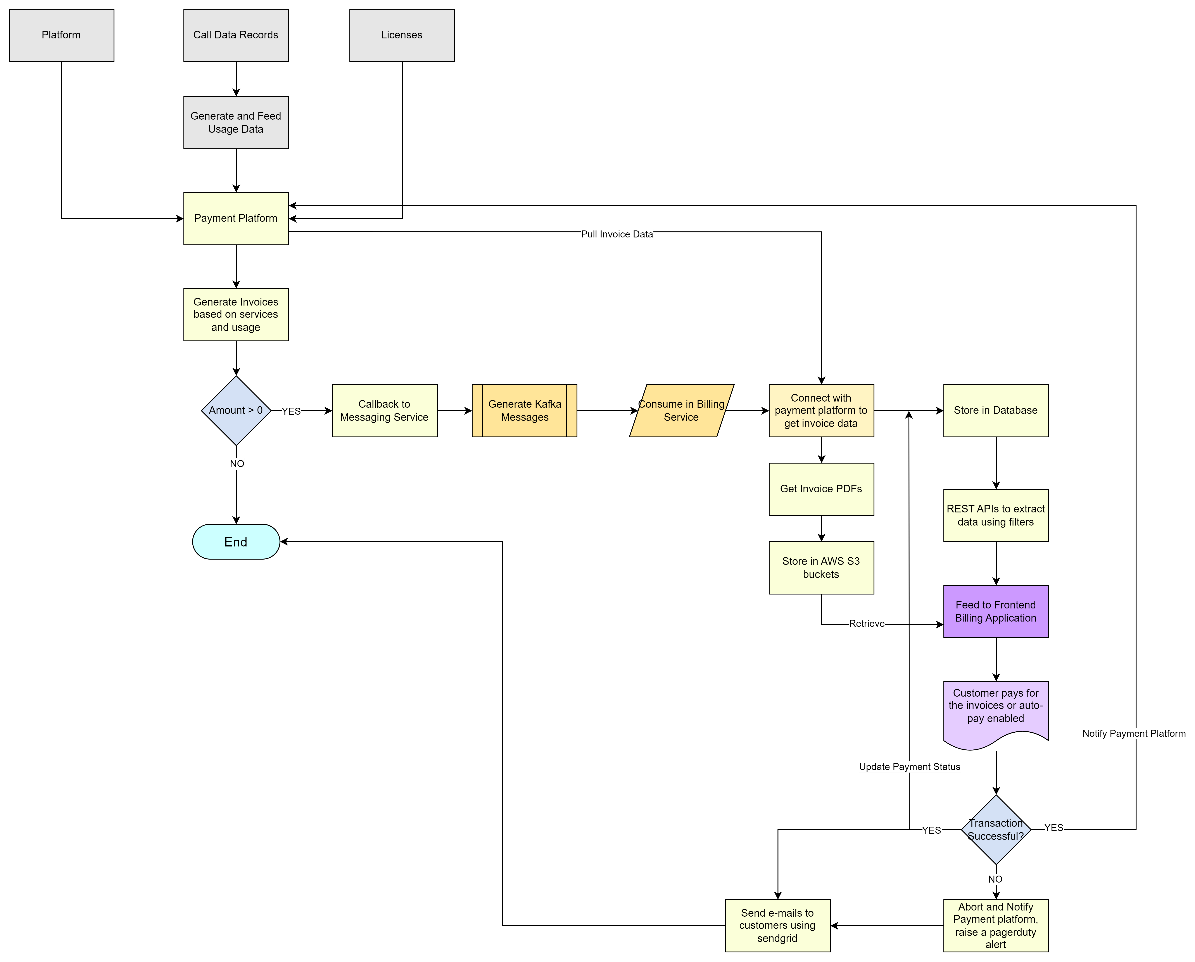 Platform
Call Data Records
Licenses
Generate and Feed
Usage Data
Payment Platform
Pull Invoice Data
Generate Invoices
based on services
and usage
Amount > 0
YES
Callback to
Messaging Service
Generate Kafka
Messages
Consume in Billing
Service
Connect with
payment platform to
get invoice data
Store in Database
NO
Get Invoice PDFs
REST APIs to extract
data using filters
End
Store in AWS S3
buckets
Retrieve
Feed to Frontend
Billing Application
Customer pays for
the invoices or auto-
pay enabled
Notify Payment Platform
Update Payment Status
YES
Transaction
Successful?
YES
NO
Send e-mails to
customers using
sendgrid
Abort and Notify
Payment platform,
raise a pagerduty
alert